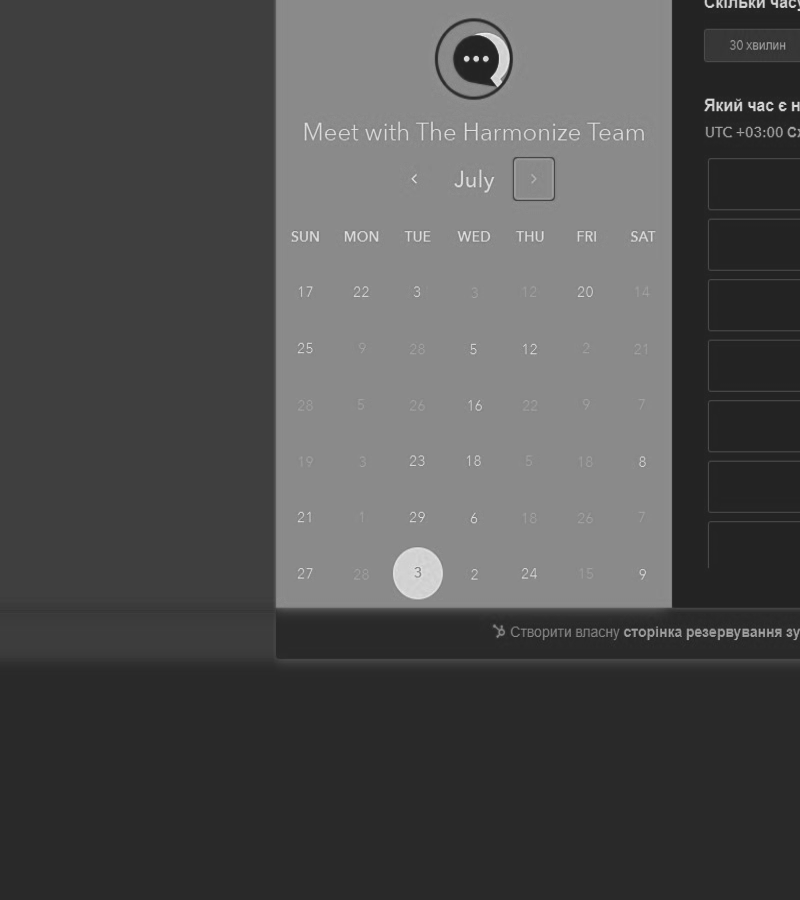 Meet with The Harmonize Team
July
SUN MON TUE WED THU FRI SAT
17 22 3 3 12 20 14
25 9 28 5 12 2 21
28 5 26 16 22 9 7
19 3 23 18 5 18 8
21 1 29 6 18 26 7
27 28 3 2 24 15 9
Створити власну сторінка резервування
Скільки
30 хвилин
Який час є
UTC +03:00